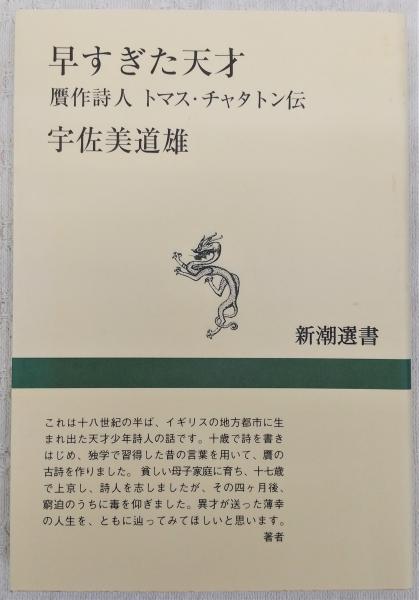 早すぎた天才
贋作詩人 トマス・チャタトン伝
宇佐美道雄
新潮選書
これは十八世紀の半ば、イギリスの地方都市に生
まれ出た天才少年詩人の話です。十歳で詩を書き
はじめ、独学で習得した昔の言葉を用いて、贋の
古詩を作りました。貧しい母子家庭に育ち、十七歳
で上京し、詩人を志しましたが、その四ヶ月後、
窮迫のうちに毒を仰ぎました。異才が送った薄幸
の人生を、ともに辿ってみてほしいと思います。
著者